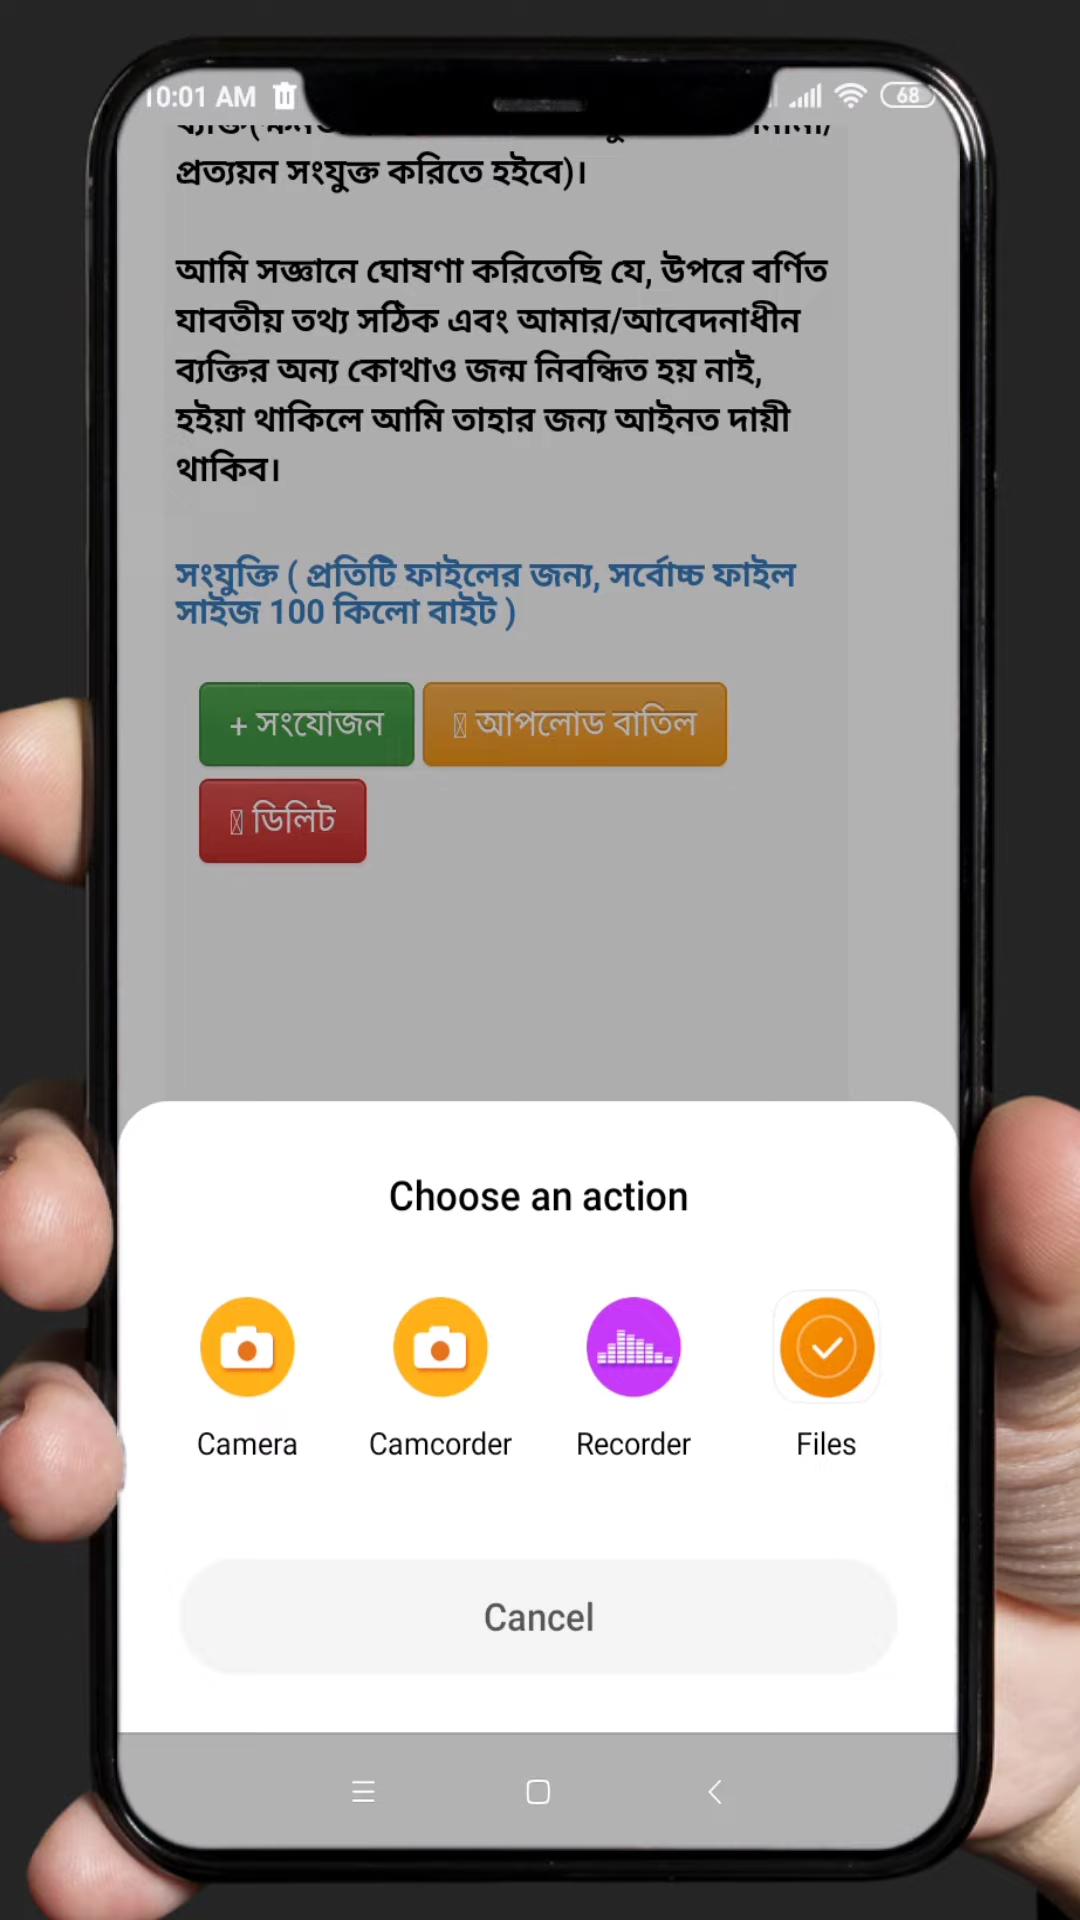 10:01 AM
68
প্রত্যয়ন সংযুক্ত করিতে হইবে)।
আমি সজ্ঞানে ঘোষণা করিতেছি যে, উপরে বর্ণিত
যাবতীয় তথ্য সঠিক এবং আমার/আবেদনাধীন
ব্যক্তির অন্য কোথাও জন্ম নিবন্ধিত হয় নাই,
হইয়া থাকিলে আমি তাহার জন্য আইনত দায়ী
থাকিব।
সংযুক্তি ( প্রতিটি ফাইলের জন্য, সর্বোচ্চ ফাইল
সাইজ 100 কিলো বাইট )
+ সংযোজন
আপলোড বাতিল
ডিলিট
Choose an action
Camera Camcorder Recorder Files
Cancel